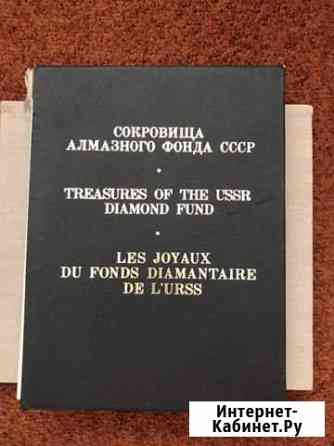 СОКРОВИЩА
АЛМАЗНОГО ФОНДА СССР
•
TREASURES OF THE USSR
DIAMOND FUND
•
LES JOYAUX
DU FONDS DIAMANTAIRE
DE L'URSS
Интернет-
Кабинет.Ру